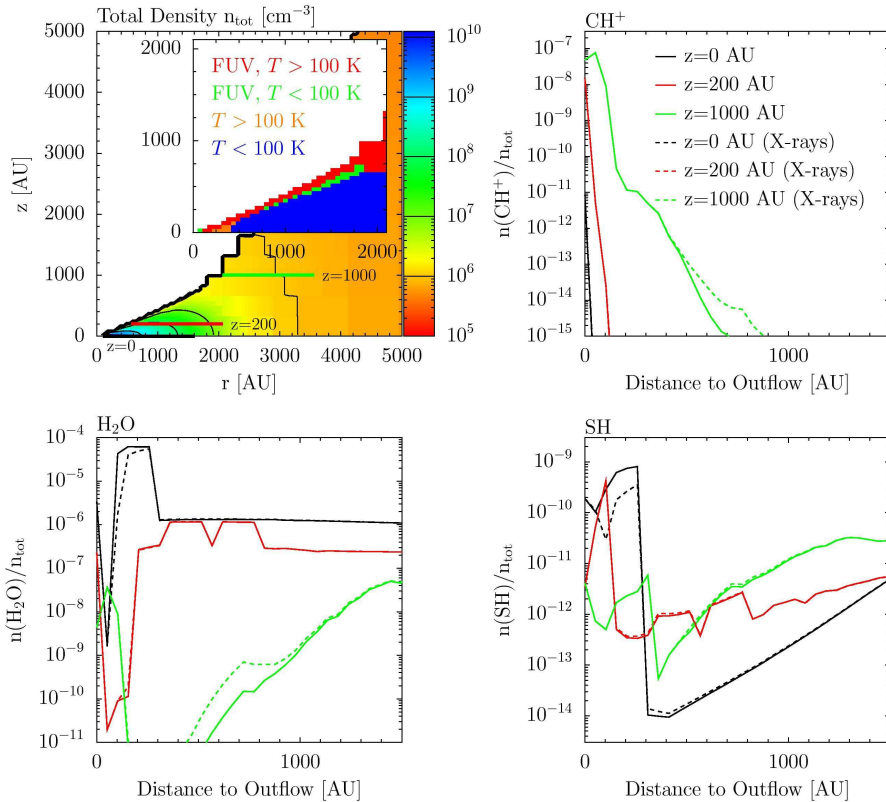 Total Density n_tot [cm^-3]
5000
4000
3000
2000
1000
0
z [AU]
0
1000
2000
3000
4000
5000
r [AU]
2000
1000
0
0
1000
2000
FUV, T > 100 K
FUV, T < 100 K
T > 100 K
T < 100 K
z=1000
z=200
z=0
10^10
10^9
10^8
10^7
10^6
10^5
CH^+
10^-7
10^-8
10^-9
10^-10
10^-11
10^-12
10^-13
10^-14
10^-15
n(CH^+)/n_tot
z=0 AU
z=200 AU
z=1000 AU
z=0 AU (X-rays)
z=200 AU (X-rays)
z=1000 AU (X-rays)
0
1000
Distance to Outflow [AU]
H_2O
10^-4
10^-5
10^-6
10^-7
10^-8
10^-9
10^-10
10^-11
n(H_2O)/n_tot
0
1000
Distance to Outflow [AU]
SH
10^-9
10^-10
10^-11
10^-12
10^-13
10^-14
n(SH)/n_tot
0
1000
Distance to Outflow [AU]